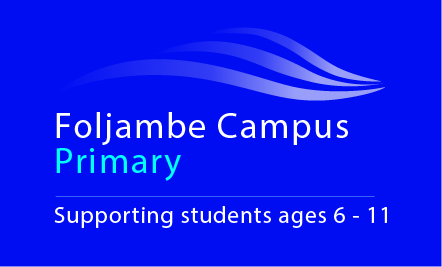 Foljambe Campus
Primary
Supporting students ages 6 - 11